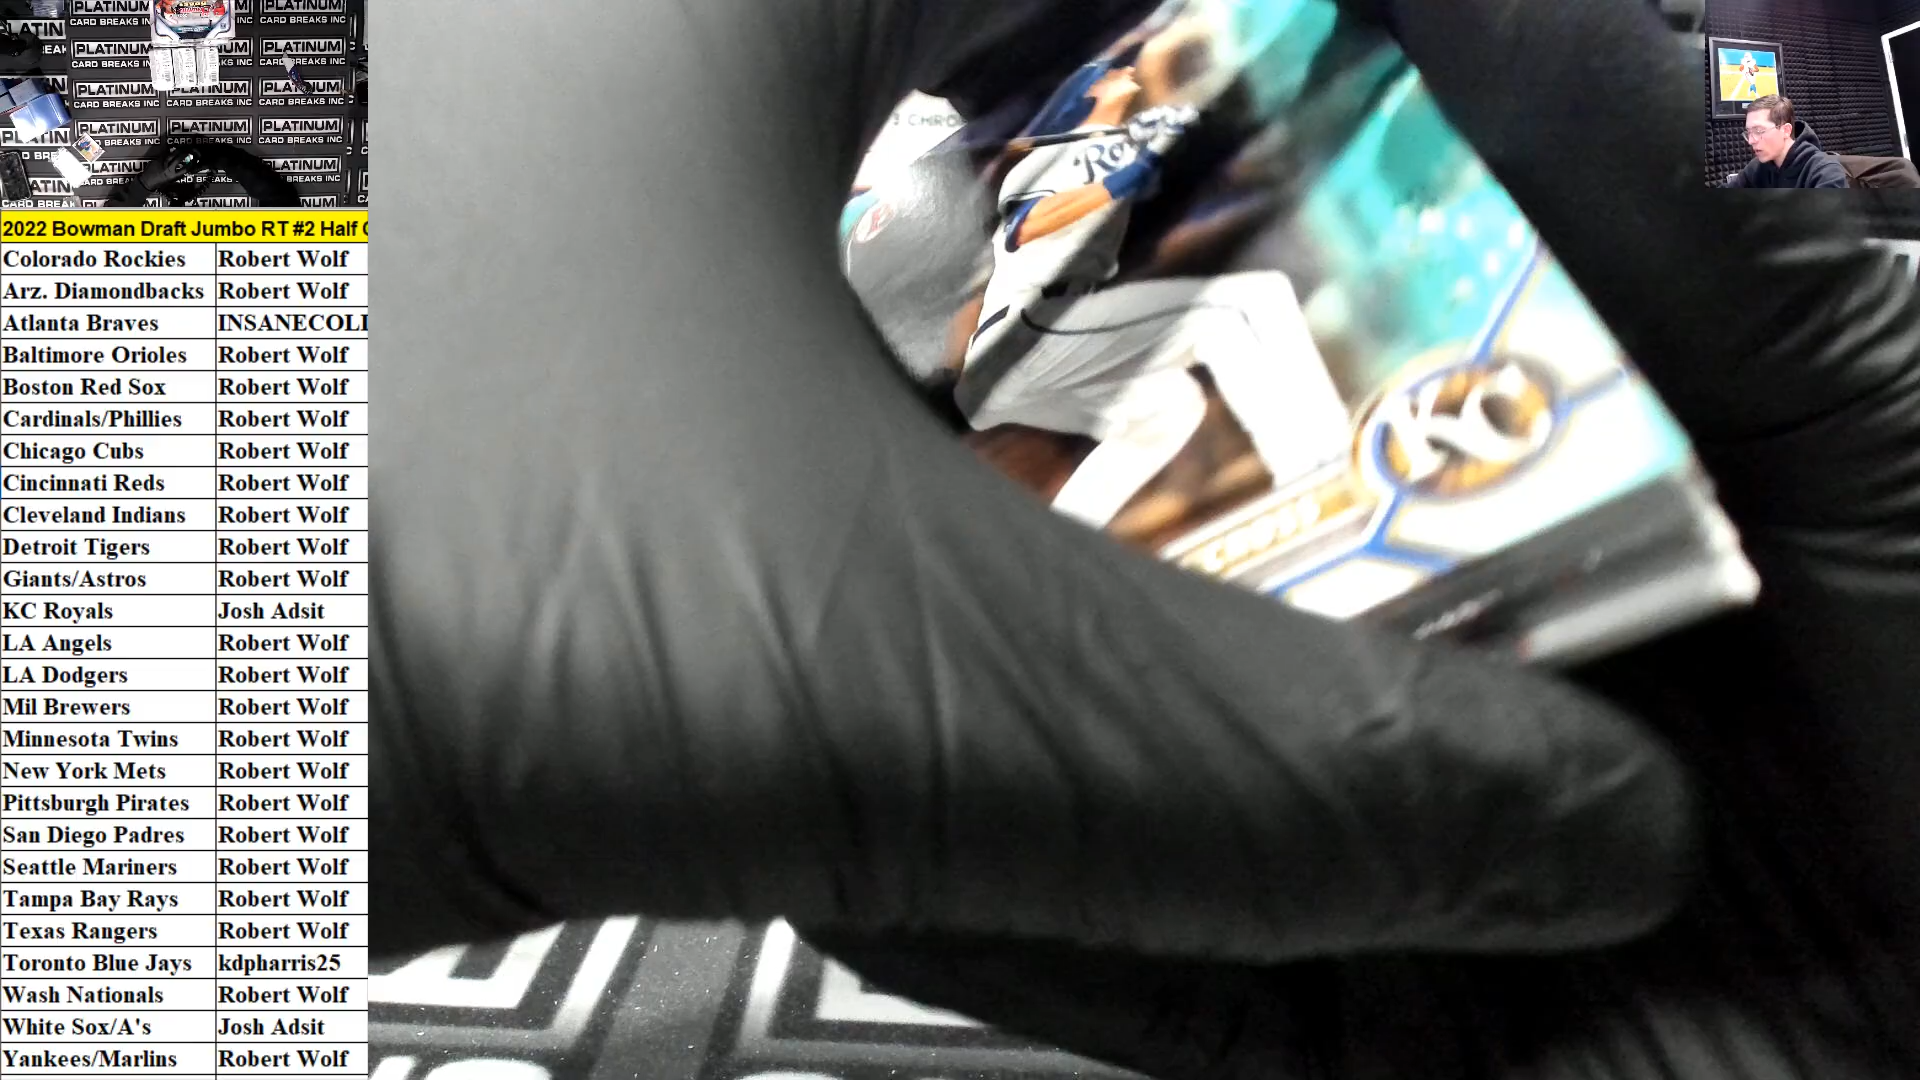 PLATINUM
CARD BREAKS INC
2022 Bowman Draft Jumbo RT #2 Half
Colorado Rockies Robert Wolf
Arz. Diamondbacks Robert Wolf
Atlanta Braves INSANECOLL
Baltimore Orioles Robert Wolf
Boston Red Sox Robert Wolf
Cardinals/Phillies Robert Wolf
Chicago Cubs Robert Wolf
Cincinnati Reds Robert Wolf
Cleveland Indians Robert Wolf
Detroit Tigers Robert Wolf
Giants/Astros Robert Wolf
KC Royals Josh Adsit
LA Angels Robert Wolf
LA Dodgers Robert Wolf
Mil Brewers Robert Wolf
Minnesota Twins Robert Wolf
New York Mets Robert Wolf
Pittsburgh Pirates Robert Wolf
San Diego Padres Robert Wolf
Seattle Mariners Robert Wolf
Tampa Bay Rays Robert Wolf
Texas Rangers Robert Wolf
Toronto Blue Jays kdpharris25
Wash Nationals Robert Wolf
White Sox/A's Josh Adsit
Yankees/Marlins Robert Wolf
KC